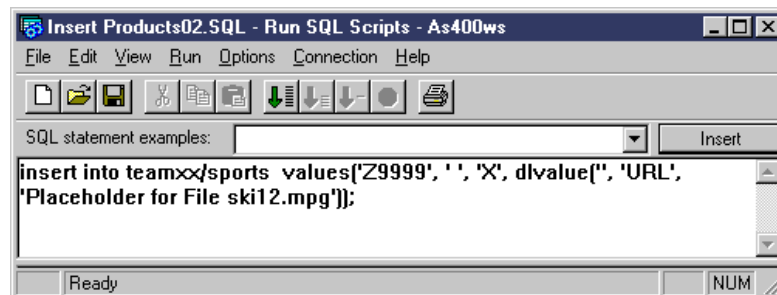 Insert Products02.SQL - Run SQL Scripts - As400ws
File Edit View Run Options Connection Help
SQL statement examples: Insert
insert into teamxx/sports values('Z9999', ' ', 'X', dlvalue('', 'URL',
'Placeholder for File ski12.mpg'));
Ready NUM